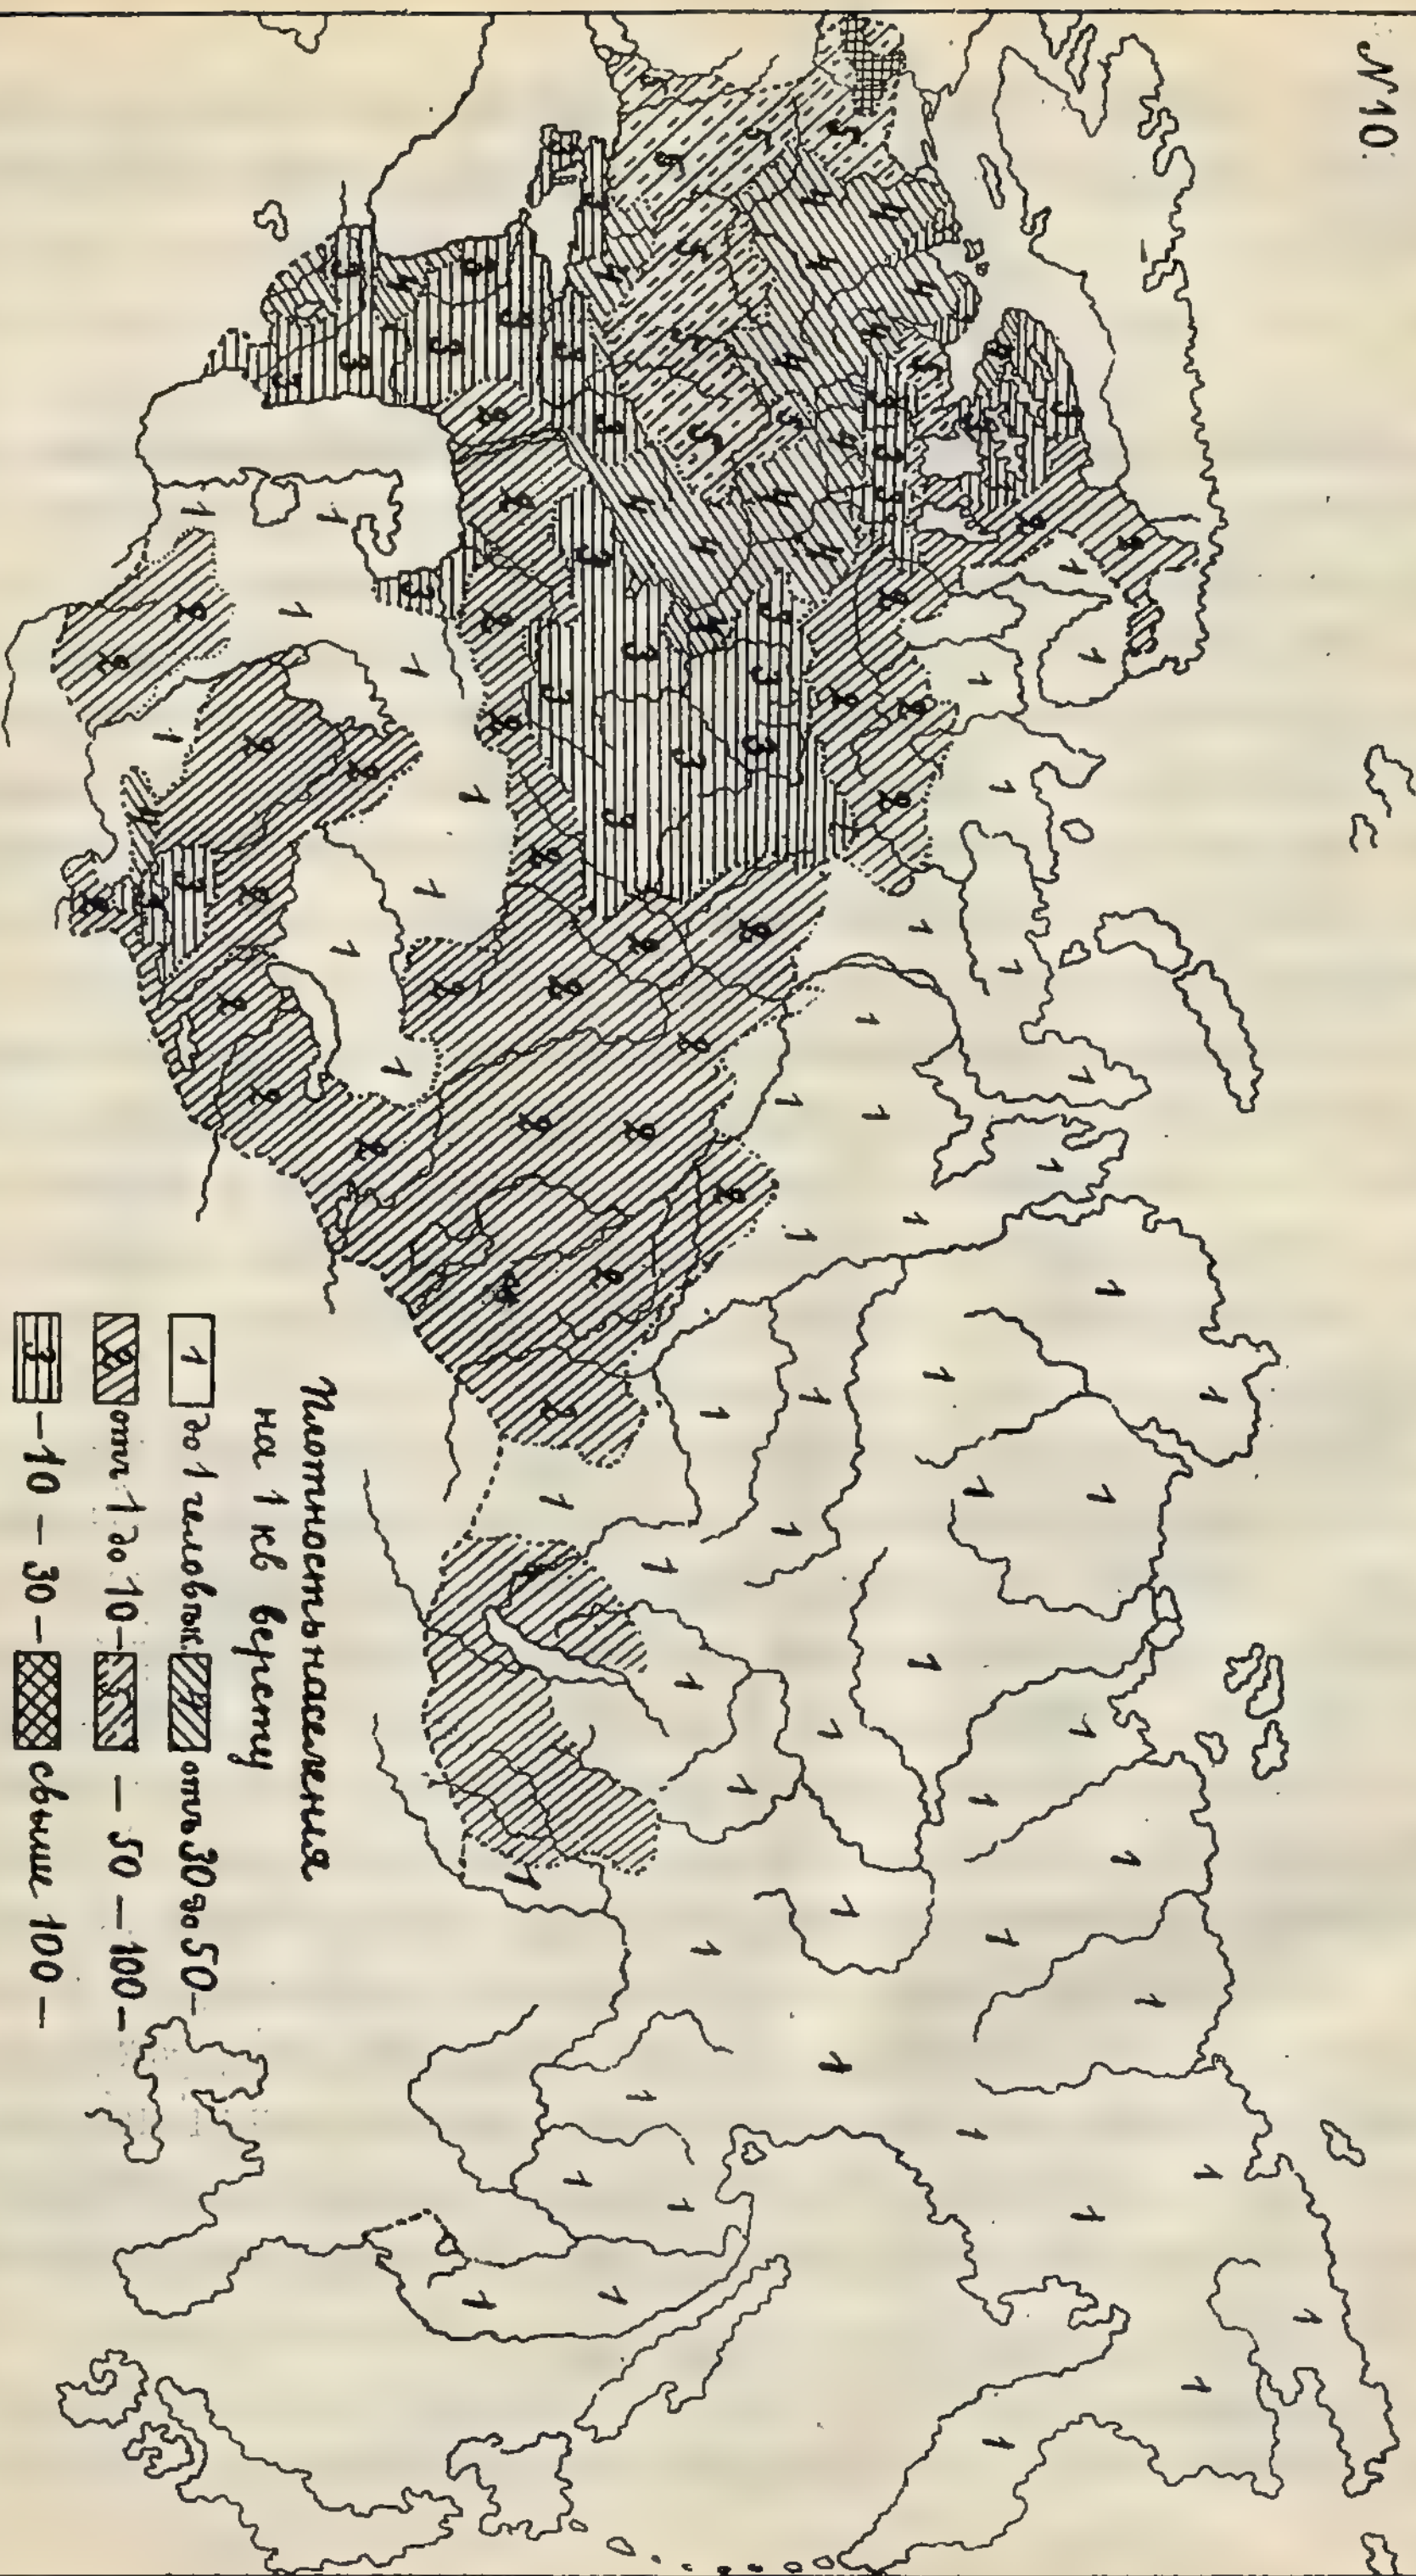 N 10.
Плотность населения
на 1 кв версту
1 до 1 человѣк.
2 отъ 1 до 10 –
3 – 10 – 30 –
4 отъ 30 до 50 –
5 – 50 – 100 –
свыше 100 –